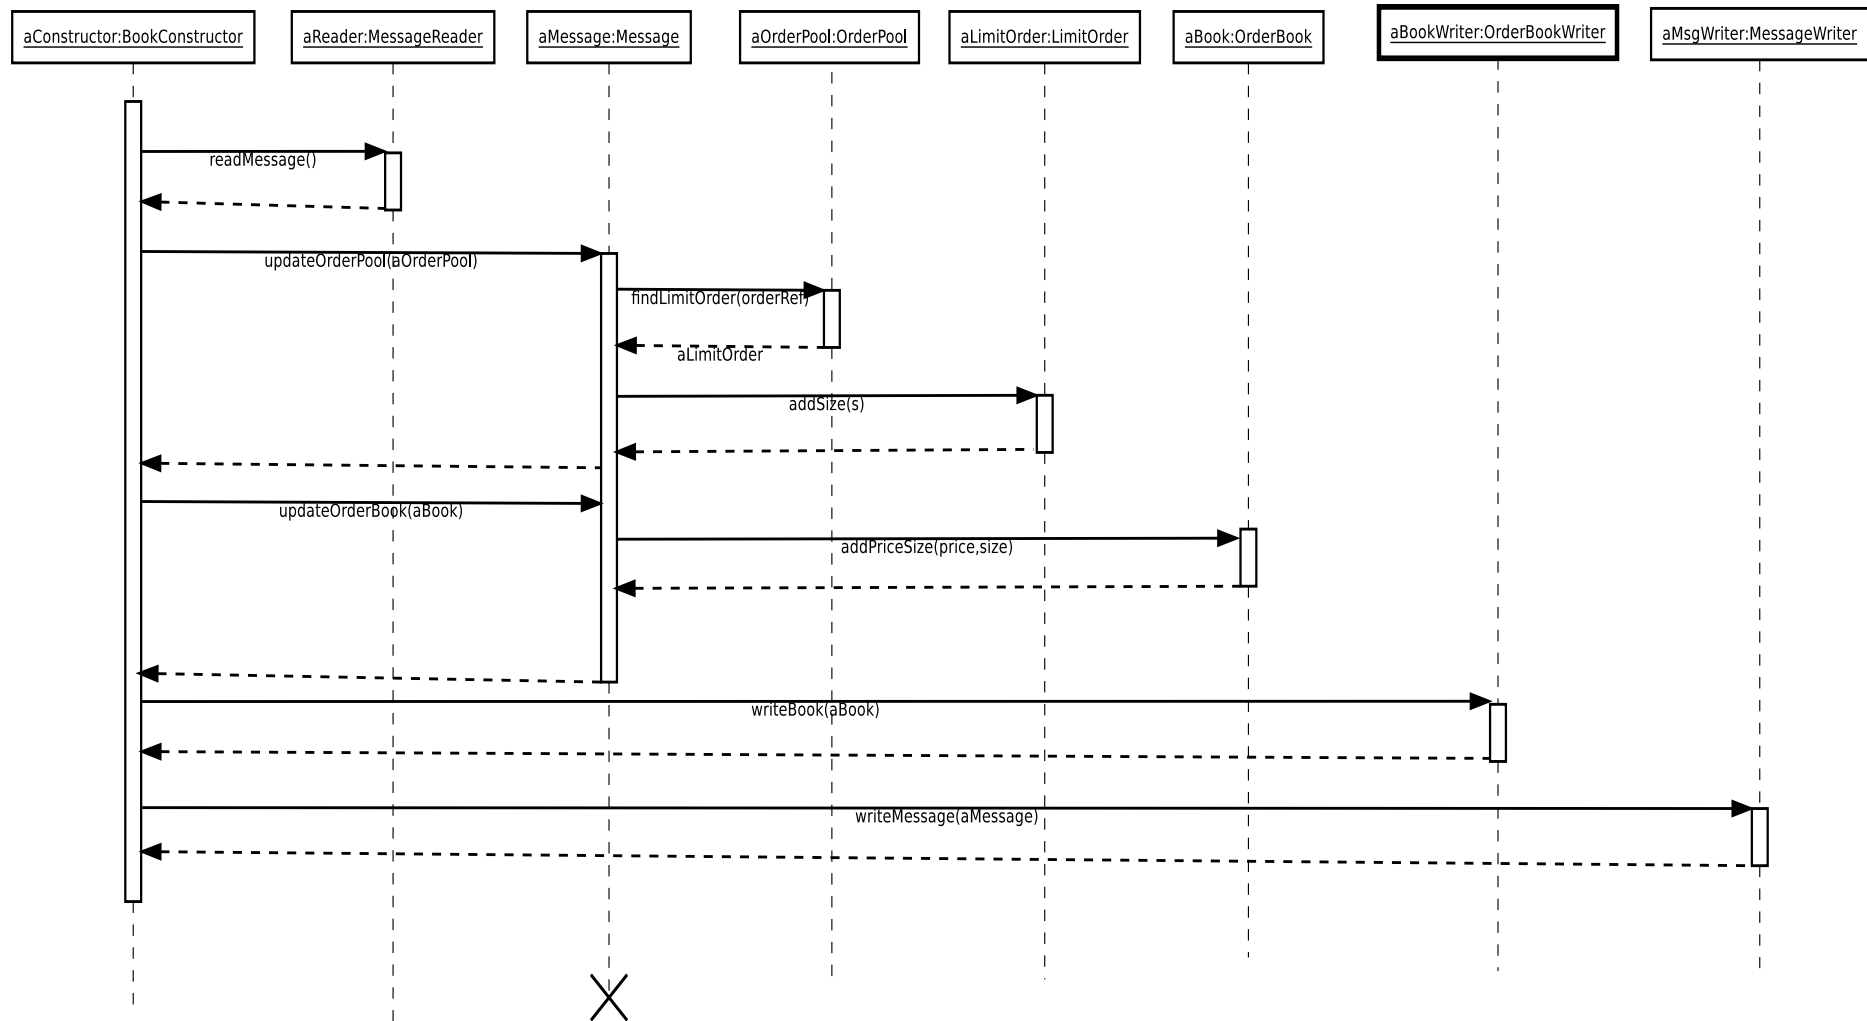 aConstructor:BookConstructor
aReader:MessageReader
aMessage:Message
aOrderPool:OrderPool
aLimitOrder:LimitOrder
aBook:OrderBook
aBookWriter:OrderBookWriter
aMsgWriter:MessageWriter
readMessage()
updateOrderPool(aOrderPool)
findLimitOrder(orderRef)
aLimitOrder
addSize(s)
updateOrderBook(aBook)
addPriceSize(price,size)
writeBook(aBook)
writeMessage(aMessage)